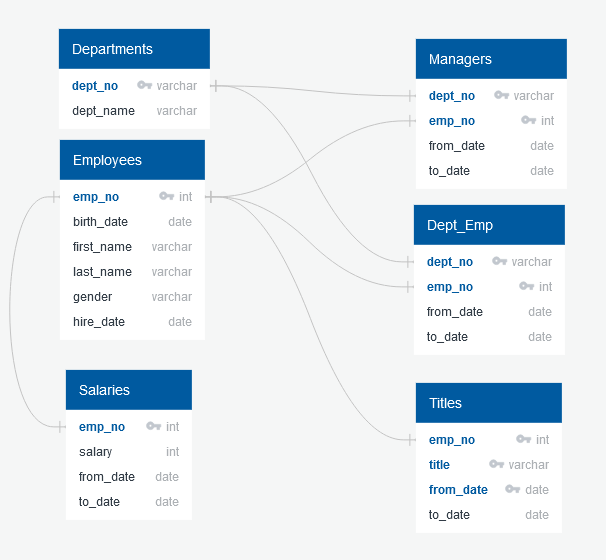 Departments
dept_no varchar
dept_name varchar
Employees
emp_no int
birth_date date
first_name varchar
last_name varchar
gender varchar
hire_date date
Salaries
emp_no int
salary int
from_date date
to_date date
Managers
dept_no varchar
emp_no int
from_date date
to_date date
Dept_Emp
dept_no varchar
emp_no int
from_date date
to_date date
Titles
emp_no int
title varchar
from_date date
to_date date